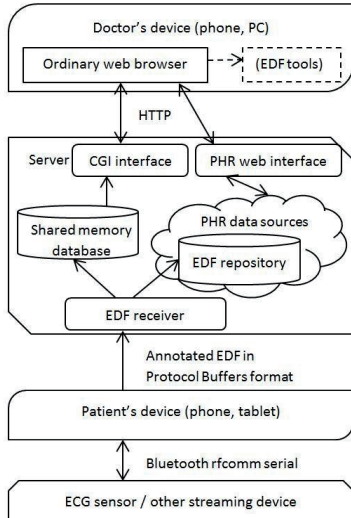 Doctor's device (phone, PC)
Ordinary web browser
(EDF tools)
HTTP
Server
CGI interface
PHR web interface
Shared memory
database
PHR data sources
EDF repository
EDF receiver
Annotated EDF in
Protocol Buffers format
Patient's device (phone, tablet)
Bluetooth rfcomm serial
ECG sensor / other streaming device